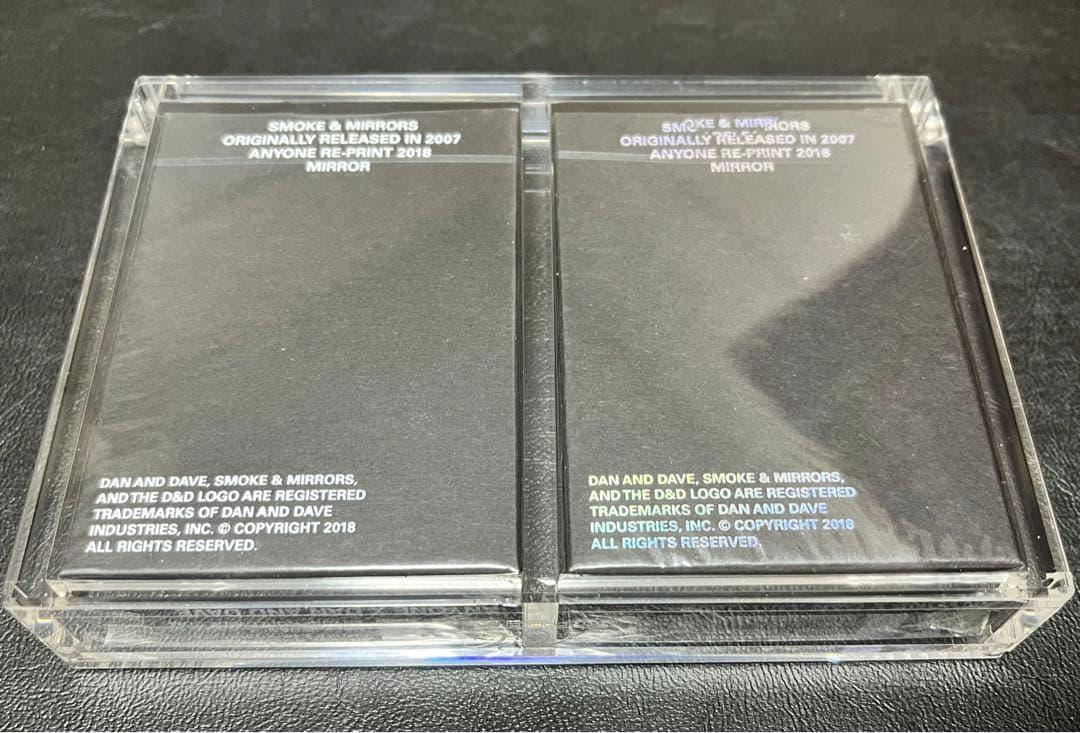 SMOKE & MIRRORS
ORIGINALLY RELEASED IN 2007
ANYONE RE-PRINT 2018
MIRROR
DAN AND DAVE, SMOKE & MIRRORS,
AND THE D&D LOGO ARE REGISTERED
TRADEMARKS OF DAN AND DAVE
INDUSTRIES, INC. © COPYRIGHT 2018
ALL RIGHTS RESERVED.
SMOKE & MIRRORS
ORIGINALLY RELEASED IN 2007
ANYONE RE-PRINT 2018
MIRROR
DAN AND DAVE, SMOKE & MIRRORS,
AND THE D&D LOGO ARE REGISTERED
TRADEMARKS OF DAN AND DAVE
INDUSTRIES, INC. © COPYRIGHT 2018
ALL RIGHTS RESERVED.